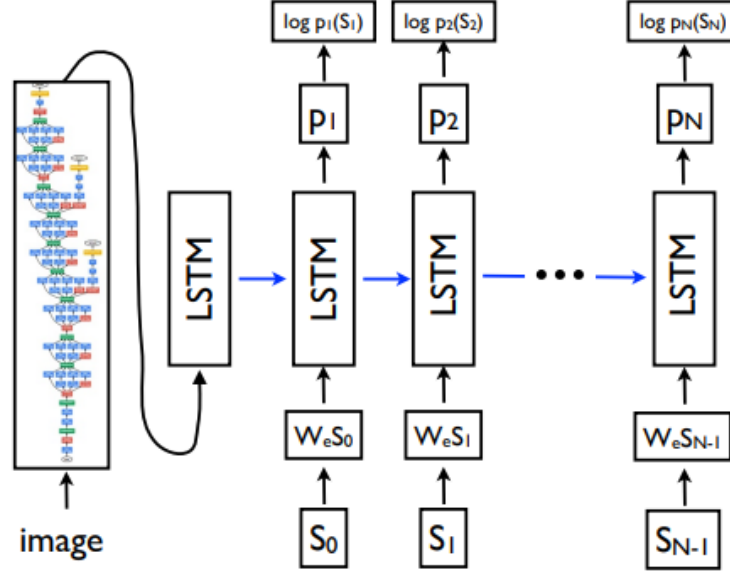 log p₁(S₁) log p₂(S₂) log pN(SN)
p₁ p₂ pN
LSTM LSTM LSTM LSTM
WeS₀ WeS₁ WeSN-1
image S₀ S₁ SN-1